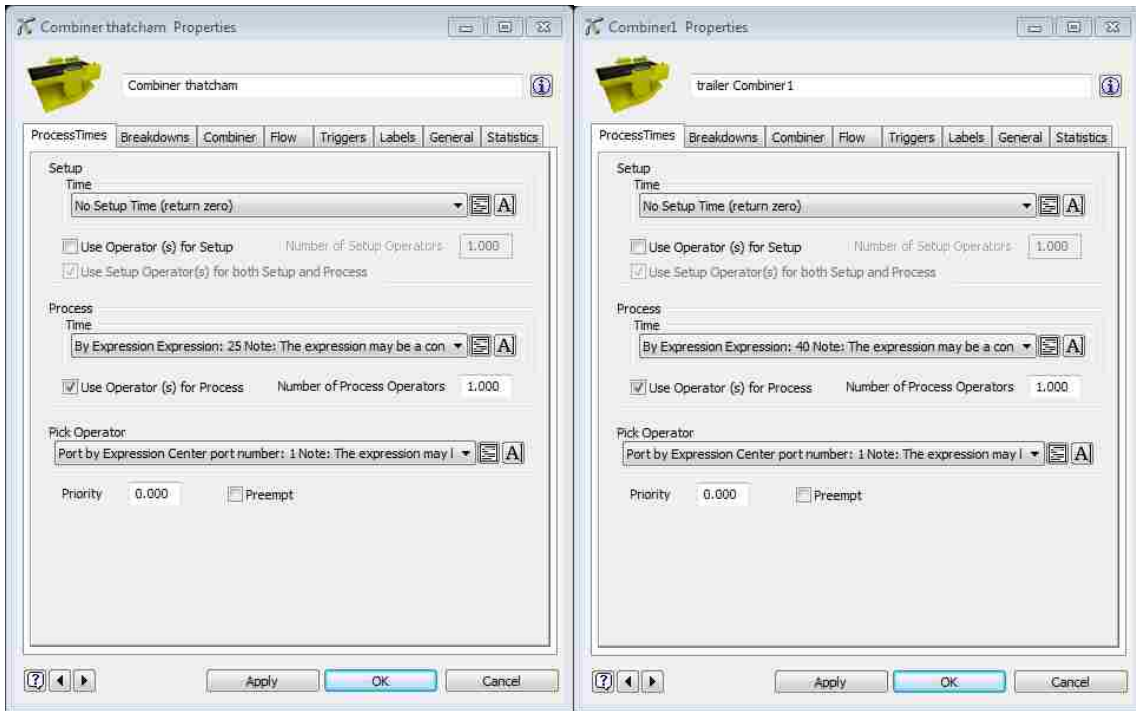 Combiner thatcham Properties
Combiner thatcham
ProcessTimes Breakdowns Combiner Flow Triggers Labels General Statistics
Setup
Time
No Setup Time (return zero)
A
Use Operator (s) for Setup Number of Setup Operators 1.000
Use Setup Operator(s) for both Setup and Process
Process
Time
By Expression Expression: 25 Note: The expression may be a con
A
Use Operator (s) for Process Number of Process Operators 1.000
Pick Operator
Port by Expression Center port number: 1 Note: The expression may l
A
Priority 0.000 Preempt
? Apply OK Cancel
Combiner1 Properties
trailer Combiner1
ProcessTimes Breakdowns Combiner Flow Triggers Labels General Statistics
Setup
Time
No Setup Time (return zero)
A
Use Operator (s) for Setup Number of Setup Operators 1.000
Use Setup Operator(s) for both Setup and Process
Process
Time
By Expression Expression: 40 Note: The expression may be a con
A
Use Operator (s) for Process Number of Process Operators 1.000
Pick Operator
Port by Expression Center port number: 1 Note: The expression may l
A
Priority 0.000 Preempt
? Apply OK Cancel